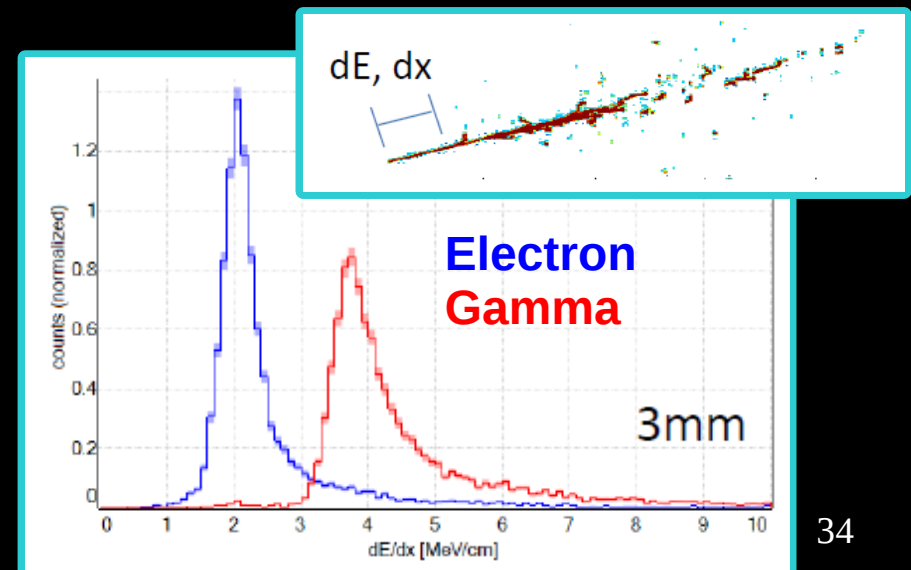 dE, dx
counts (normalized)
1.2
1
0.8
0.6
0.4
0.2
0
Electron
Gamma
3mm
0 1 2 3 4 5 6 7 8 9 10
dE/dx [MeV/cm]
34